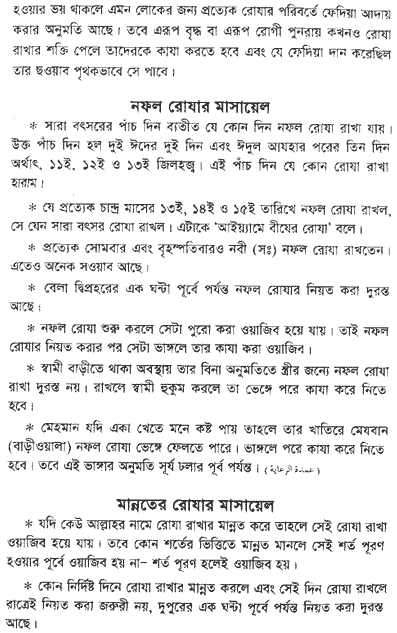 হওয়ার ভয় থাকলে এমন লোকের জন্য প্রত্যেক রোযার পরিবর্তে ফেদিয়া আদায়
করার অনুমতি আছে। তবে এরূপ বৃদ্ধ বা এরূপ রোগী পুনরায় কখনও রোযা
রাখার শক্তি পেলে তাদেরকে কাযা করতে হবে এবং যে ফেদিয়া দান করেছিল
তার ছওয়াব পৃথকভাবে সে পাবে।
নফল রোযার মাসায়েল
* সারা বৎসরের পাঁচ দিন ব্যতীত যে কোন দিন নফল রোযা রাখা যায়।
উক্ত পাঁচ দিন হল দুই ঈদের দুই দিন এবং ঈদুল আযহার পরের তিন দিন
অর্থাৎ, ১১ই, ১২ই ও ১৩ই জিলহজ্ব। এই পাঁচ দিন যে কোন রোযা রাখা
হারাম।
* যে প্রত্যেক চান্দ্র মাসের ১৩ই, ১৪ই ও ১৫ই তারিখে নফল রোযা রাখল,
সে যেন সারা বৎসর রোযা রাখল। এটাকে 'আইয়্যামে বীযের রোযা' বলে।
* প্রত্যেক সোমবার এবং বৃহস্পতিবারও নবী (সঃ) নফল রোযা রাখতেন।
এতেও অনেক সওয়াব আছে।
* বেলা দ্বিপ্রহরের এক ঘন্টা পূর্বে পর্যন্ত নফল রোযার নিয়ত করা দুরস্ত
আছে।
* নফল রোযা শুরু করলে সেটা পুরো করা ওয়াজিব হয়ে যায়। তাই নফল
রোযার নিয়ত করার পর সেটা ভাঙ্গলে তার কাযা করা ওয়াজিব।
* স্বামী বাড়ীতে থাকা অবস্থায় তার বিনা অনুমতিতে স্ত্রীর জন্যে নফল রোযা
রাখা দুরস্ত নয়। রাখলে স্বামী হুকুম করলে তা ভেঙ্গে পরে কাযা করে নিতে
হবে।
* মেহমান যদি একা খেতে মনে কষ্ট পায় তাহলে তার খাতিরে মেযবান
(বাড়ীওয়ালা) নফল রোযা ভেঙ্গে ফেলতে পারে। ভাঙ্গলে পরে কাযা করে নিতে
হবে। তবে এই ভাঙ্গার অনুমতি সূর্য ঢলার পূর্ব পর্যন্ত। (عمدة الرعاية)
মান্নতের রোযার মাসায়েল
* যদি কেউ আল্লাহর নামে রোযা রাখার মান্নত করে তাহলে সেই রোযা রাখা
ওয়াজিব হয়ে যায়। তবে কোন শর্তের ভিত্তিতে মান্নত মানলে সেই শর্ত পূরণ
হওয়ার পূর্বে ওয়াজিব হয় না- শর্ত পূরণ হলেই ওয়াজিব হয়।
* কোন নির্দিষ্ট দিনে রোযা রাখার মান্নত করলে এবং সেই দিন রোযা রাখলে
রাত্রেই নিয়ত করা জরুরী নয়, দুপুরের এক ঘন্টা পূর্বে পর্যন্ত নিয়ত করা দুরস্ত
আছে।